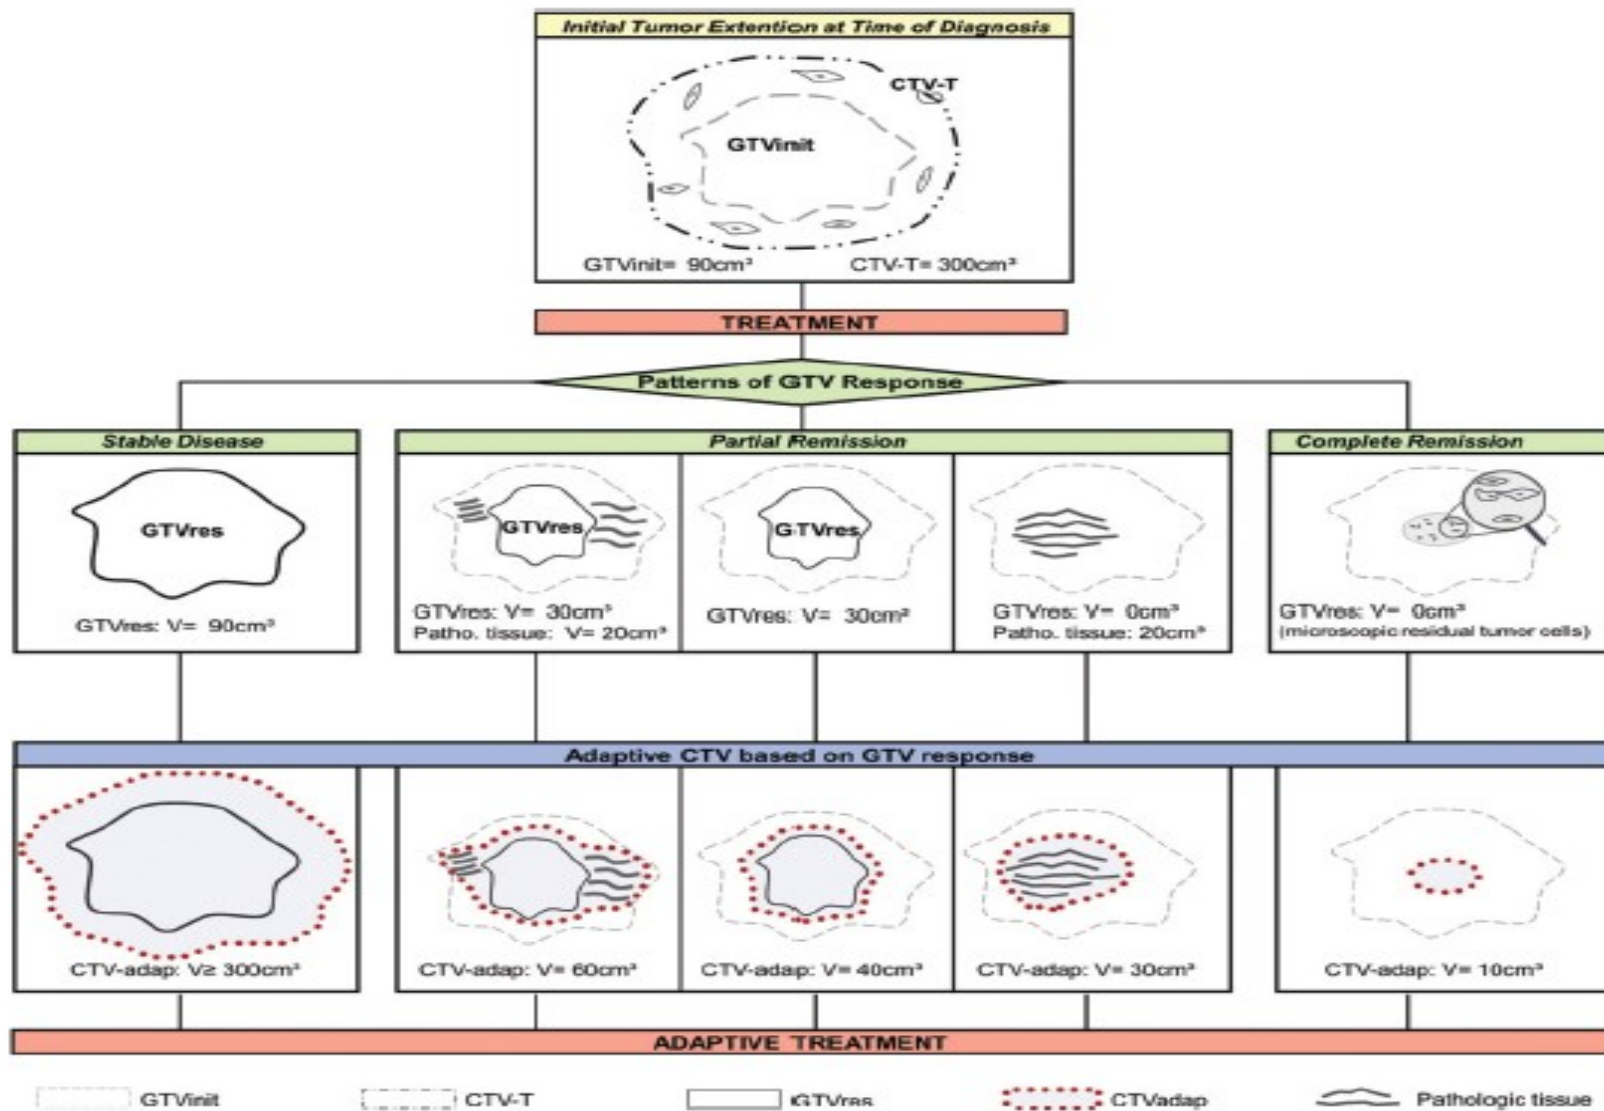 Initial Tumor Extention at Time of Diagnosis
CTV-T
GTVinit
GTVinit= 90cm³ CTV-T= 300cm³
TREATMENT
Patterns of GTV Response
Stable Disease
Partial Remission
Complete Remission
GTVres
GTVres: V= 90cm³
GTVres
GTVres: V= 30cm³
Patho. tissue: V= 20cm³
GTVres
GTVres: V= 30cm³
GTVres: V= 0cm³
Patho. tissue: 20cm³
GTVres: V= 0cm³
(microscopic residual tumor cells)
Adaptive CTV based on GTV response
CTV-adap: V≥ 300cm³
CTV-adap: V= 60cm³
CTV-adap: V= 40cm³
CTV-adap: V= 30cm³
CTV-adap: V= 10cm³
ADAPTIVE TREATMENT
GTVinit CTV-T GTVres CTVadap Pathologic tissue